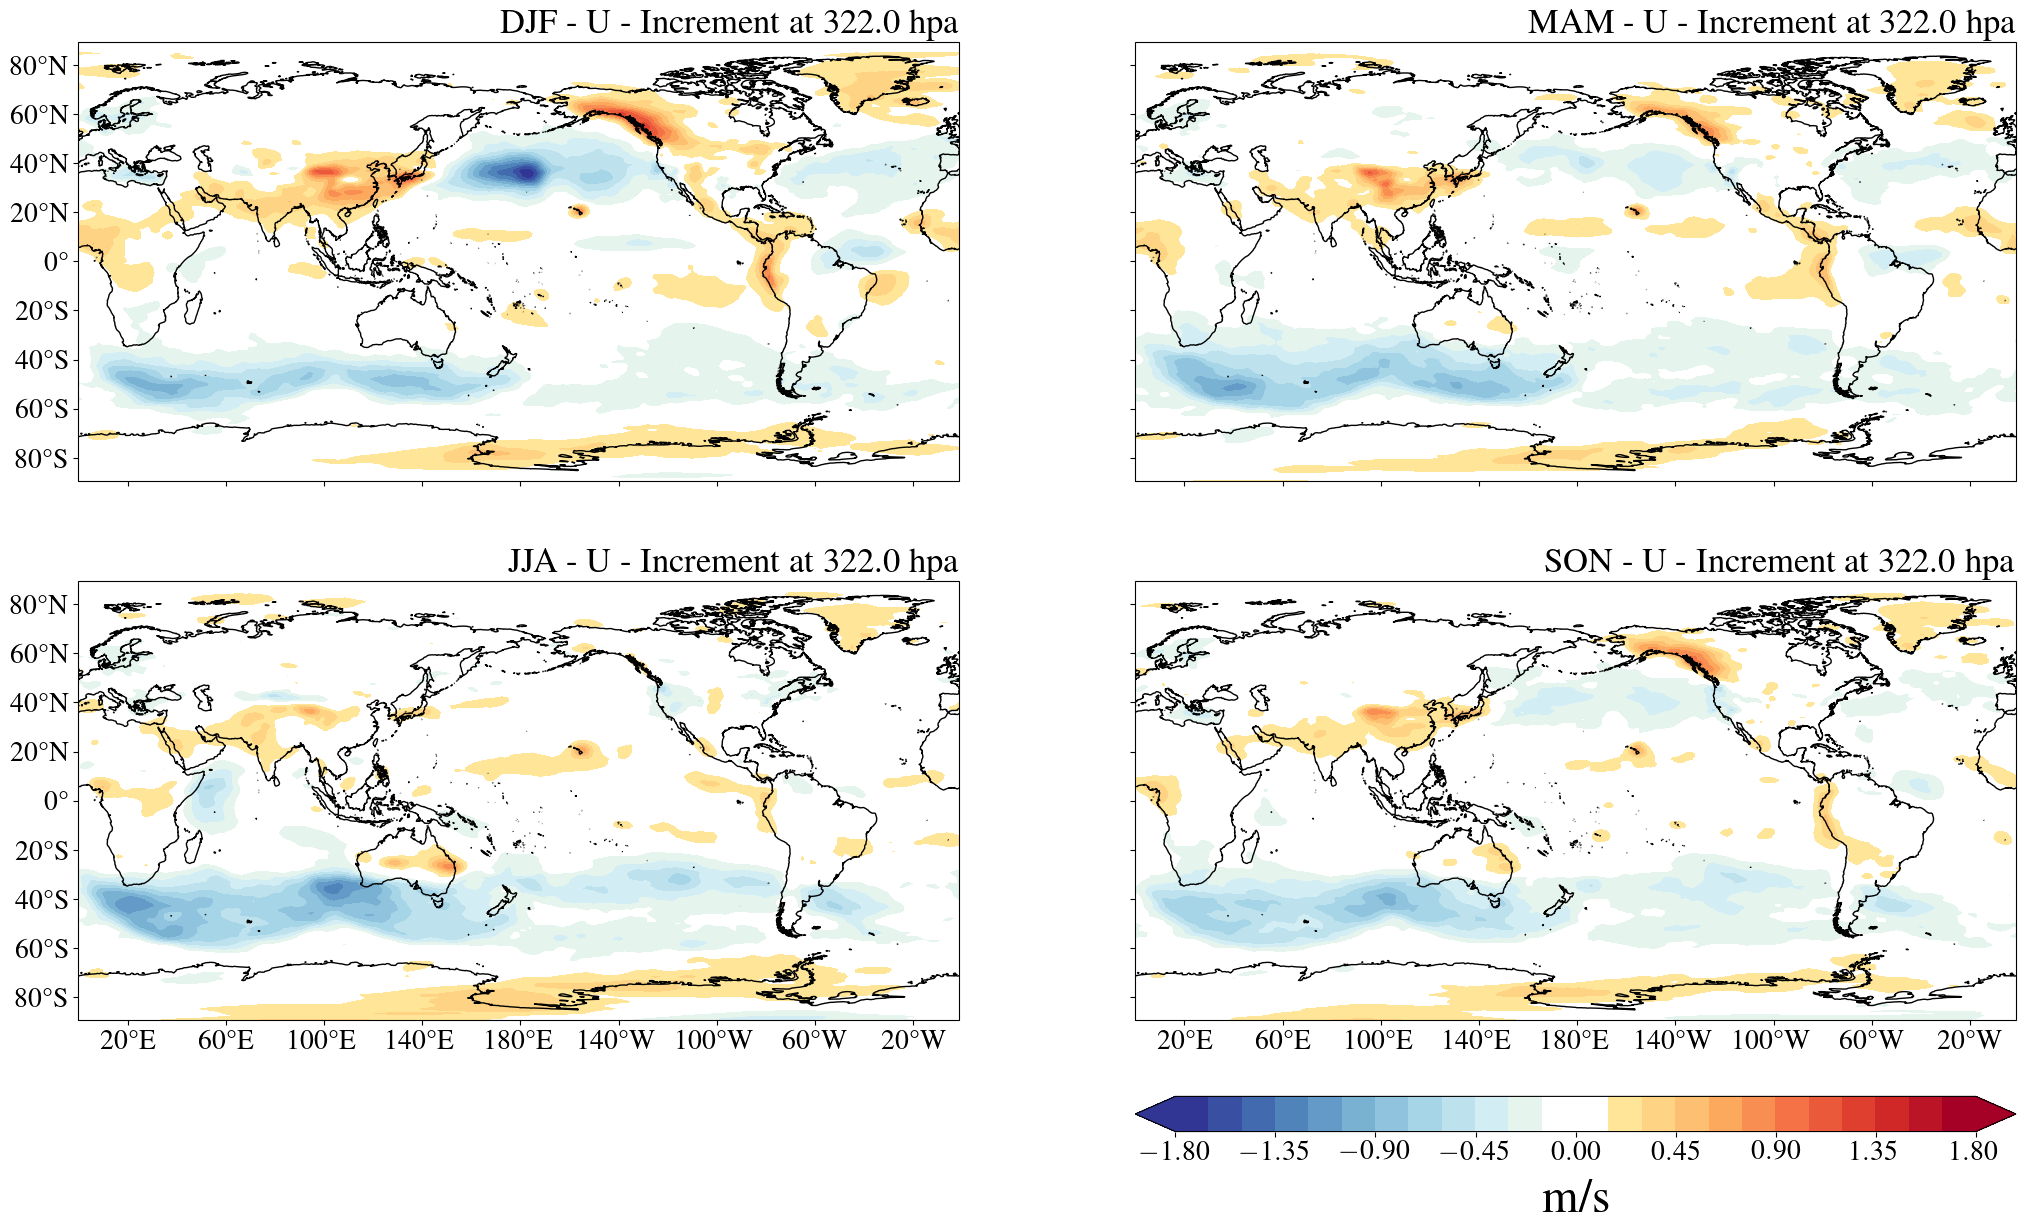 DJF - U - Increment at 322.0 hpa
MAM - U - Increment at 322.0 hpa
80°N
60°N
40°N
20°N
0°
20°S
40°S
60°S
80°S
JJA - U - Increment at 322.0 hpa
SON - U - Increment at 322.0 hpa
80°N
60°N
40°N
20°N
0°
20°S
40°S
60°S
80°S
20°E 60°E 100°E 140°E 180°E 140°W 100°W 60°W 20°W
20°E 60°E 100°E 140°E 180°E 140°W 100°W 60°W 20°W
−1.80 −1.35 −0.90 −0.45 0.00 0.45 0.90 1.35 1.80
m/s